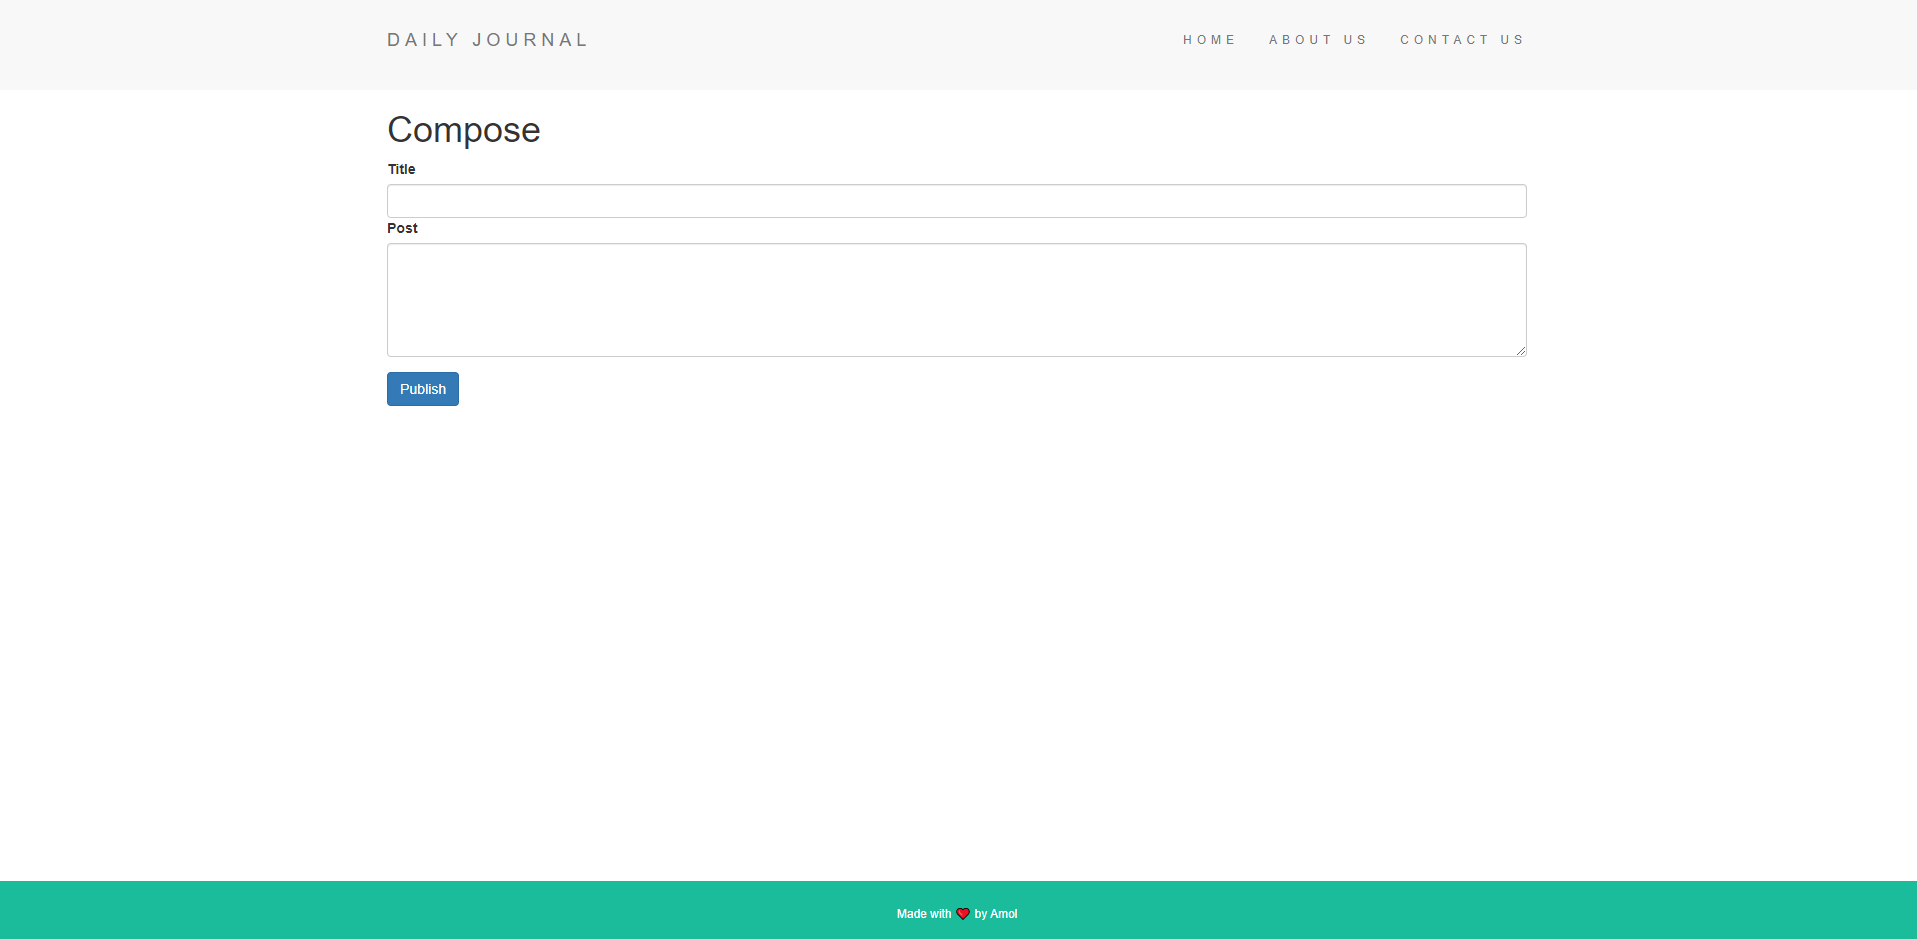 DAILY JOURNAL
HOME ABOUT US CONTACT US
Compose
Title
Post
Publish
Made with ❤ by Amol